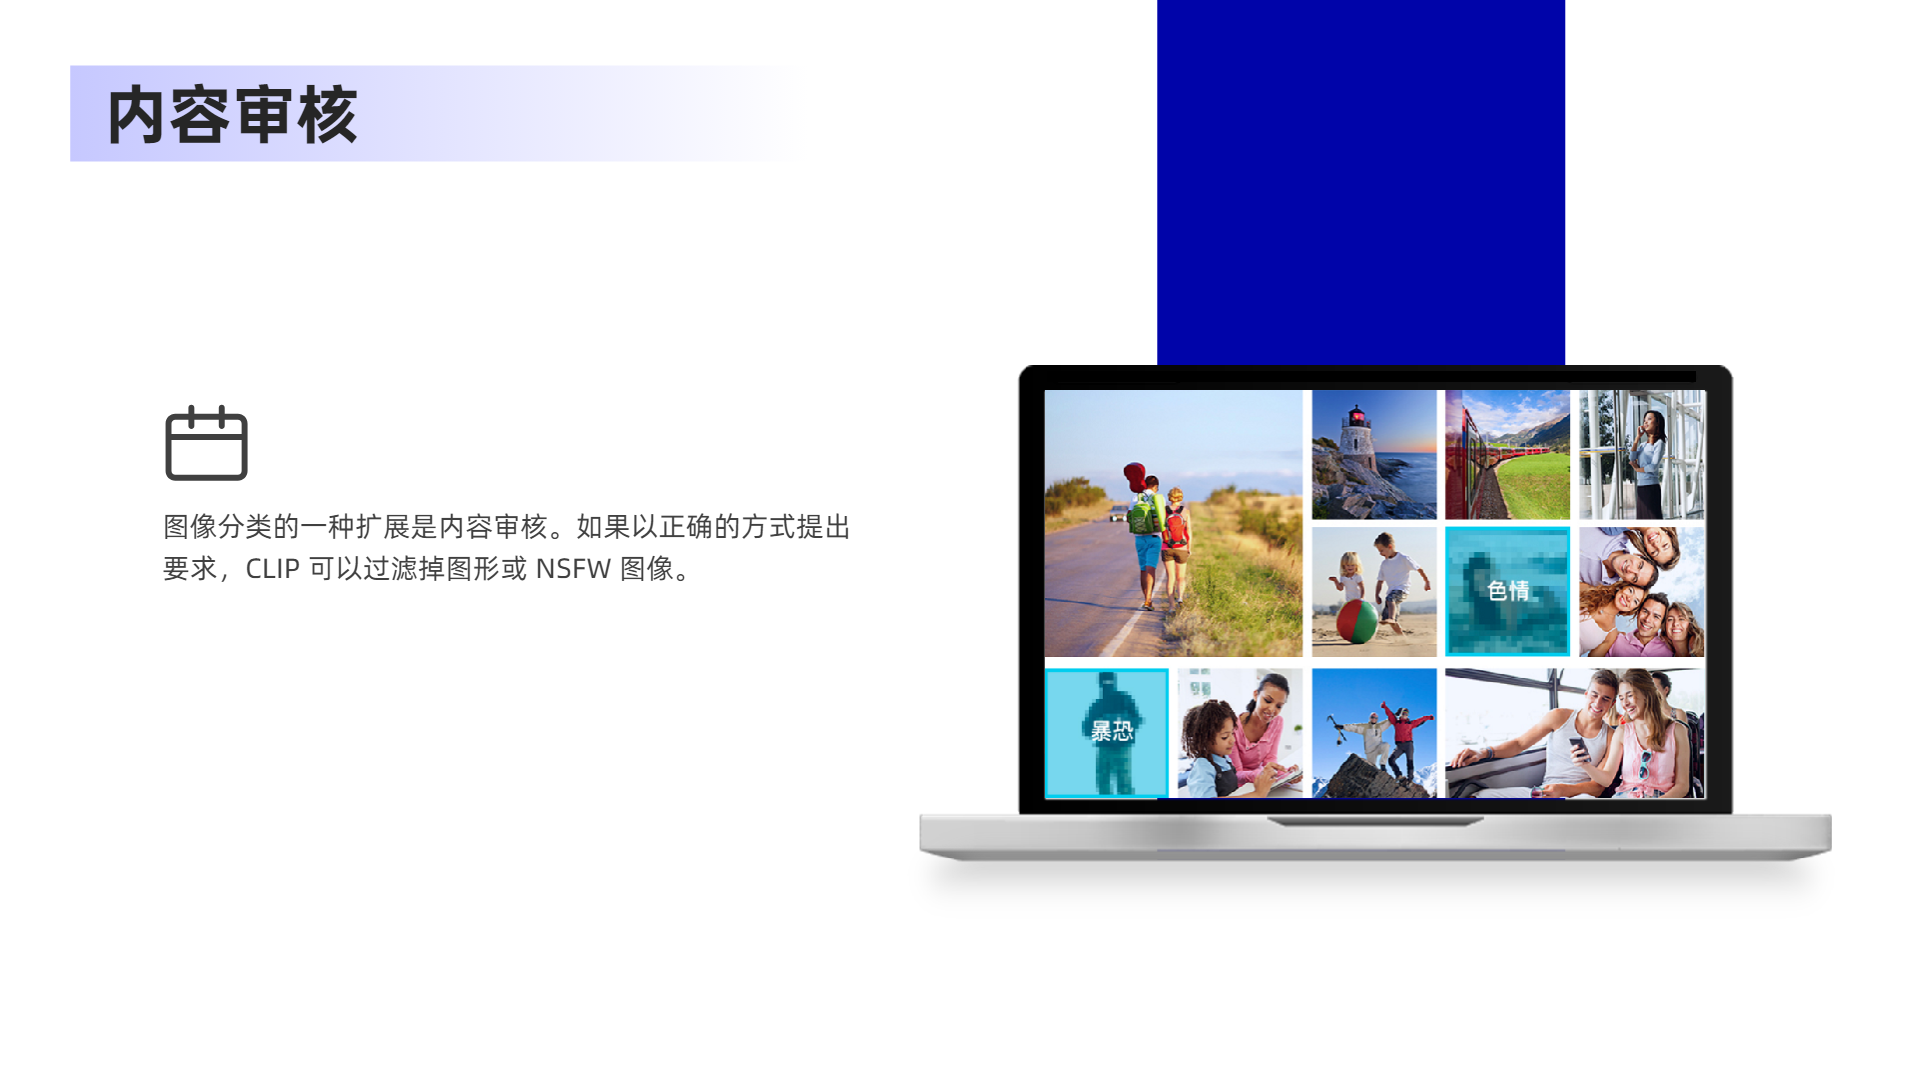 内容审核
图像分类的一种扩展是内容审核。如果以正确的方式提出
要求，CLIP 可以过滤掉图形或 NSFW 图像。
色情
暴恐